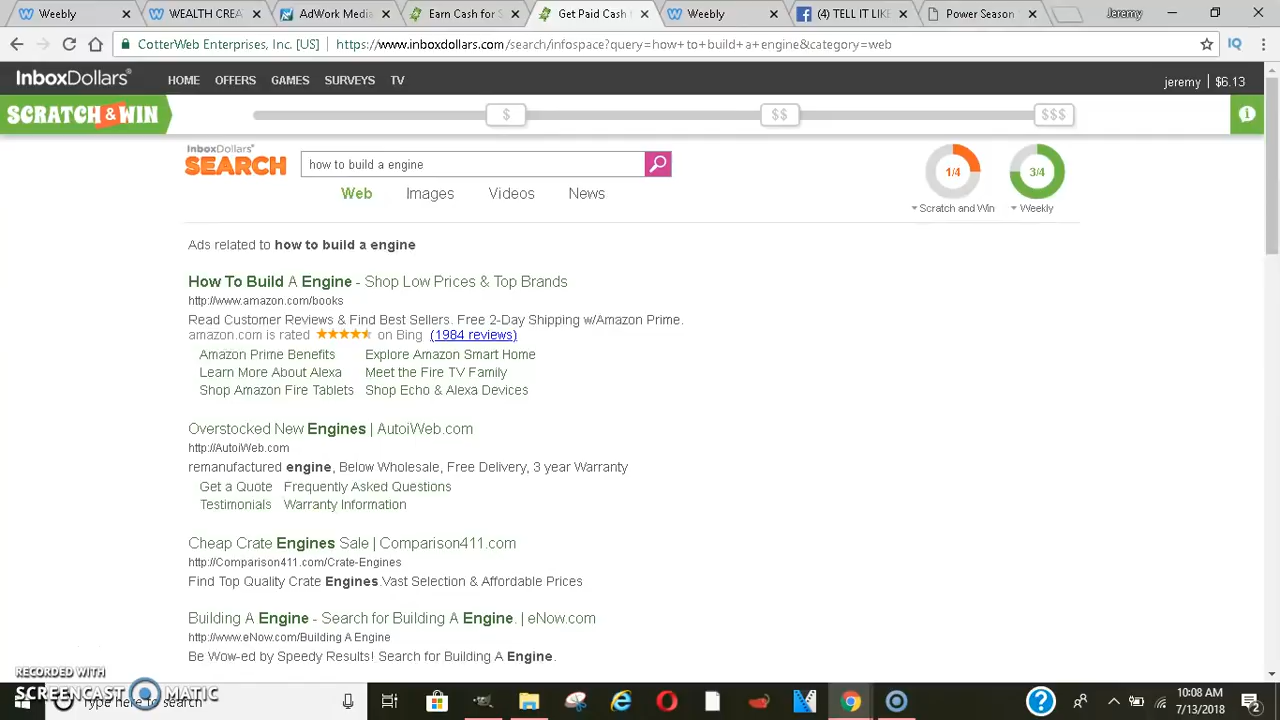 Weekly
WEALTH CREA
AdWork Media
Earn Cash for S
Get Paid Cash
Weekly
(4) TELL IT LIKE
Power Season
Jeremy
CotterWeb Enterprises, Inc. [US] https://www.inboxdollars.com/search/infospace?query=how+to+build+a+engine&category=web
InboxDollars® HOME OFFERS GAMES SURVEYS TV jeremy $6.13
SCRATCH & WIN $ $$ $$$
InboxDollars®
SEARCH how to build a engine 1/4 3/4
Web Images Videos News
Scratch and Win Weekly
Ads related to how to build a engine
How To Build A Engine - Shop Low Prices & Top Brands
http://www.amazon.com/books
Read Customer Reviews & Find Best Sellers. Free 2-Day Shipping w/Amazon Prime.
amazon.com is rated on Bing (1984 reviews)
Amazon Prime Benefits Explore Amazon Smart Home
Learn More About Alexa Meet the Fire TV Family
Shop Amazon Fire Tablets Shop Echo & Alexa Devices
Overstocked New Engines | AutoiWeb.com
http://AutoiWeb.com
remanufactured engine, Below Wholesale, Free Delivery, 3 year Warranty
Get a Quote Frequently Asked Questions
Testimonials Warranty Information
Cheap Crate Engines Sale | Comparison411.com
http://Comparison411.com/Crate-Engines
Find Top Quality Crate Engines.Vast Selection & Affordable Prices
Building A Engine - Search for Building A Engine. | eNow.com
http://www.eNow.com/Building A Engine
Be Wow-ed by Speedy Results! Search for Building A Engine.
RECORDED WITH
SCREENCAST MATIC
Type here to search
10:08 AM
7/13/2018
2